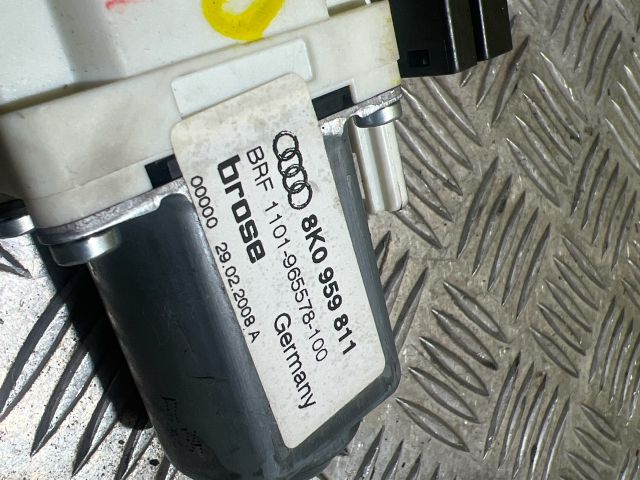 8K0 959 811
BRF 1101-965578-100
brose Germany
00000 29.02.2008 A